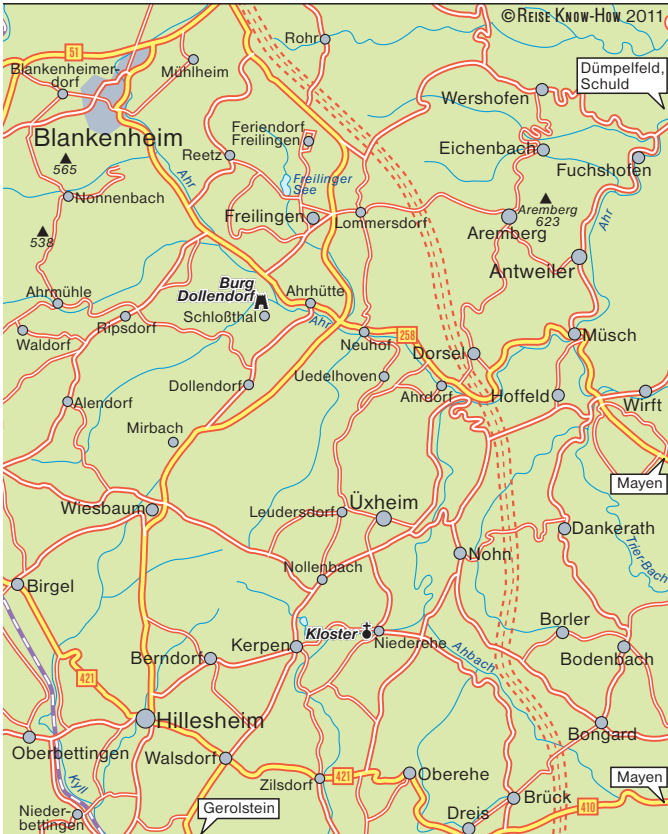 ©REISE KNOW-HOW 2011
Rohr
51
Blankenheimer-
dorf
Mühlheim
Dümpelfeld,
Schuld
Wershofen
Blankenheim
Feriendorf
Freilingen
Eichenbach
Reetz
565
Fuchshofen
Ahr
Freilinger
See
Nonnenbach
Freilingen
Lommersdorf
Aremberg
623
Aremberg
Ahr
538
Antweiler
Burg
Dollendorf
Ahrmühle
Ahrhütte
Schloßthal
Ahr
Ripsdorf
Waldorf
Neuhof
258
Müsch
Dorsel
Uedelhoven
Dollendorf
Ahrdorf
Hoffeld
Wirft
Alendorf
Mirbach
Mayen
Wiesbaum
Leudersdorf
Üxheim
Dankerath
Nohn
Trier-Bach
Nollenbach
Birgel
Kloster
Niederehe
Borler
Kerpen
Ahbach
Berndorf
Bodenbach
421
Hillesheim
Bongard
Oberbettingen
Walsdorf
Kyll
Zilsdorf
421
Oberehe
Mayen
Nieder-
bettingen
Gerolstein
Brück
410
Dreis